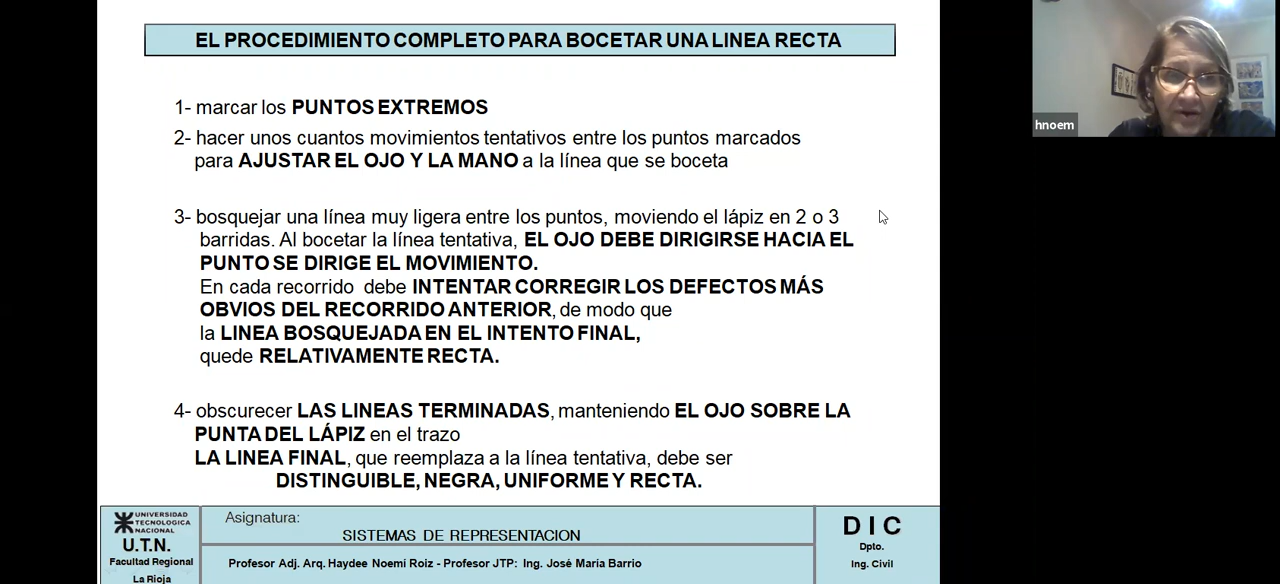 EL PROCEDIMIENTO COMPLETO PARA BOCETAR UNA LINEA RECTA
1- marcar los PUNTOS EXTREMOS
2- hacer unos cuantos movimientos tentativos entre los puntos marcados
para AJUSTAR EL OJO Y LA MANO a la línea que se boceta
3- bosquejar una línea muy ligera entre los puntos, moviendo el lápiz en 2 o 3
barridas. Al bocetar la línea tentativa, EL OJO DEBE DIRIGIRSE HACIA EL
PUNTO SE DIRIGE EL MOVIMIENTO.
En cada recorrido debe INTENTAR CORREGIR LOS DEFECTOS MÁS
OBVIOS DEL RECORRIDO ANTERIOR, de modo que
la LINEA BOSQUEJADA EN EL INTENTO FINAL,
quede RELATIVAMENTE RECTA.
4- obscurecer LAS LINEAS TERMINADAS, manteniendo EL OJO SOBRE LA
PUNTA DEL LÁPIZ en el trazo
LA LINEA FINAL, que reemplaza a la línea tentativa, debe ser
DISTINGUIBLE, NEGRA, UNIFORME Y RECTA.
UNIVERSIDAD
TECNOLOGICA
NACIONAL
U.T.N.
Facultad Regional
La Rioja
Asignatura:
SISTEMAS DE REPRESENTACION
Profesor Adj. Arq. Haydee Noemí Roiz - Profesor JTP: Ing. José María Barrio
D I C
Dpto.
Ing. Civil
hnoem